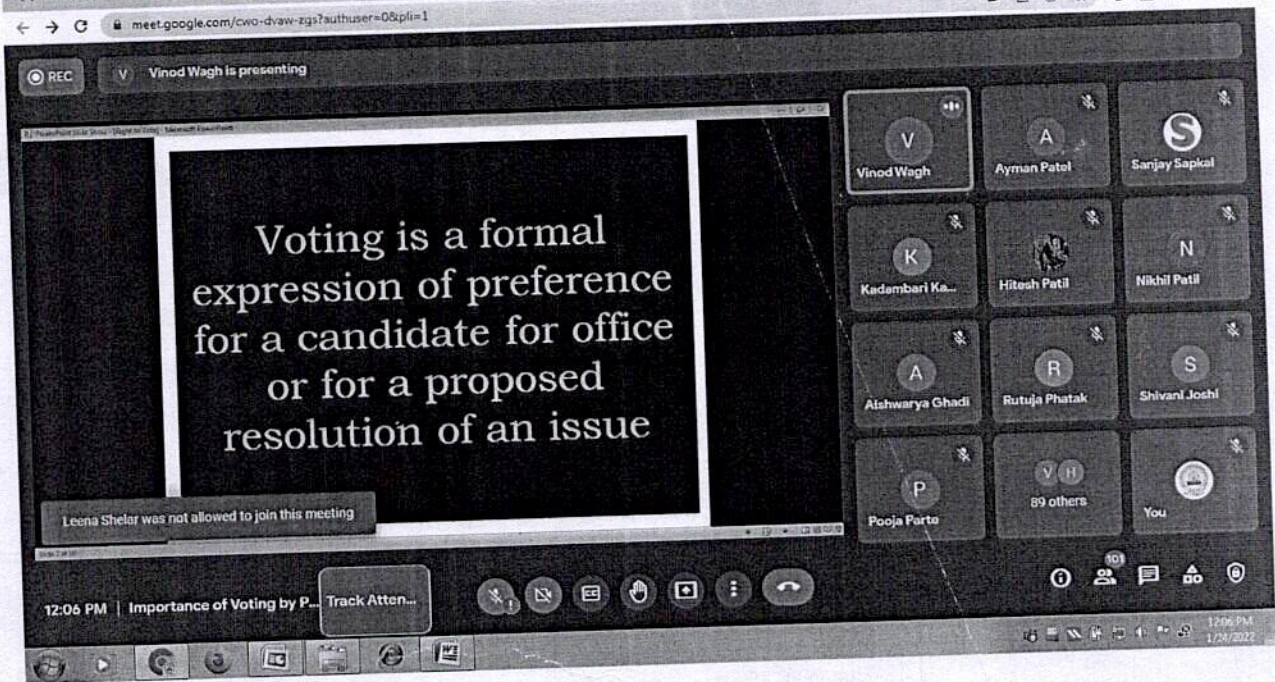 meet.google.com/cwo-dvaw-zgs?authuser=0&pli=1
REC
V Vinod Wagh is presenting
Voting is a formal
expression of preference
for a candidate for office
or for a proposed
resolution of an issue
Leena Shelar was not allowed to join this meeting
V
Vinod Wagh
A
Ayman Patel
S
Sanjay Sapkal
K
Kadambari Ka...
Hitesh Patil
N
Nikhil Patil
A
Aishwarya Ghadi
R
Rutuja Phatak
S
Shivani Joshi
P
Pooja Parte
V H
89 others
You
12:06 PM | Importance of Voting by P...
Track Atten...
CC
101
12:06 PM
1/24/2022